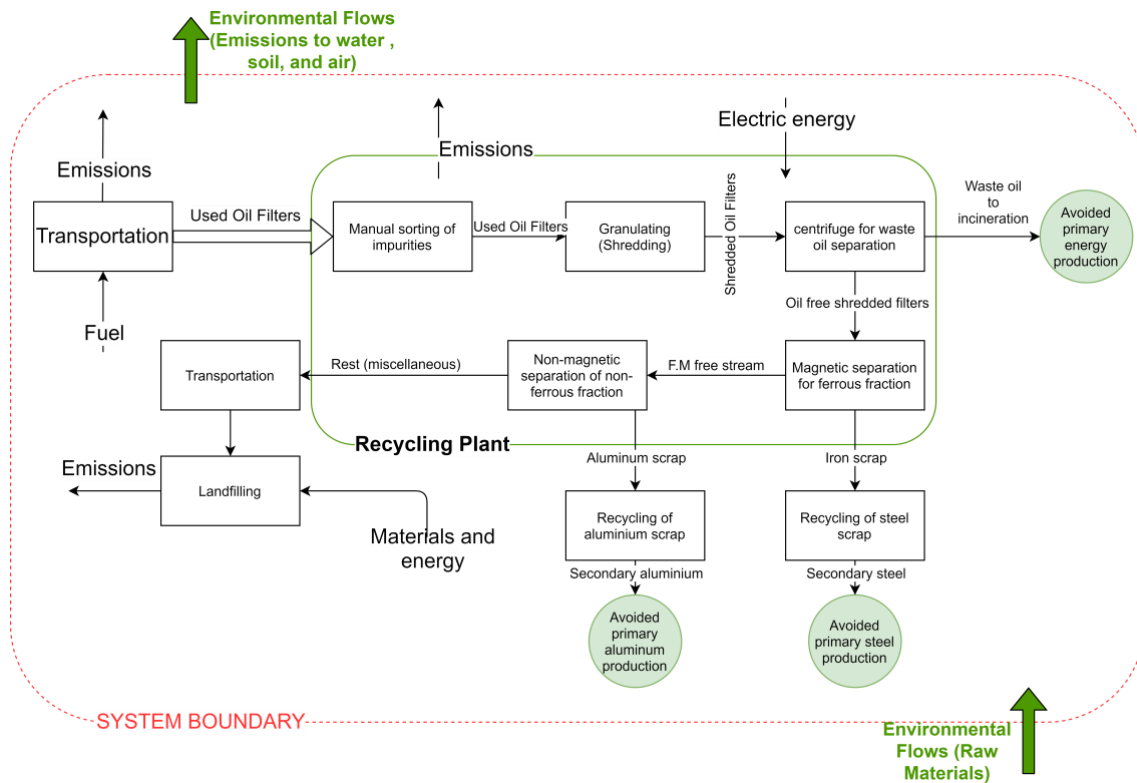 Environmental Flows
(Emissions to water ,
soil, and air)
Electric energy
Emissions
Emissions
Used Oil Filters
Transportation
Manual sorting of
impurities
Used Oil Filters
Granulating
(Shredding)
Shredded Oil Filters
centrifuge for waste
oil separation
Waste oil
to
incineration
Avoided
primary
energy
production
Fuel
Oil free shredded filters
Transportation
Rest (miscellaneous)
Non-magnetic
separation of non-
ferrous fraction
F.M free stream
Magnetic separation
for ferrous fraction
Recycling Plant
Aluminum scrap
Iron scrap
Emissions
Landfilling
Materials and
energy
Recycling of
aluminium scrap
Recycling of steel
scrap
Secondary aluminium
Secondary steel
Avoided
primary
aluminum
production
Avoided
primary steel
production
SYSTEM BOUNDARY
Environmental
Flows (Raw
Materials)